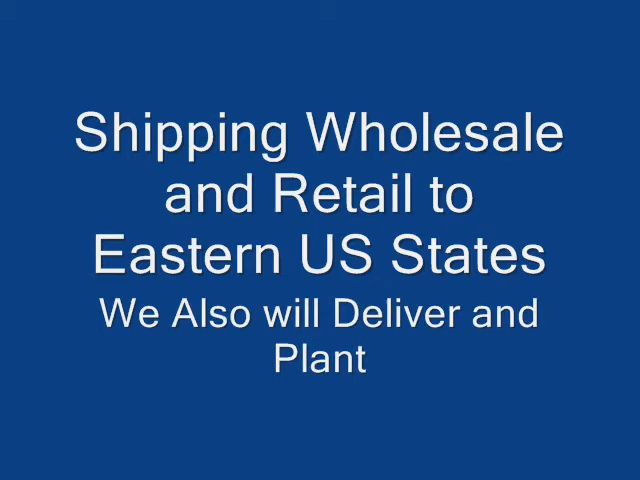 Shipping Wholesale
and Retail to
Eastern US States
We Also will Deliver and
Plant